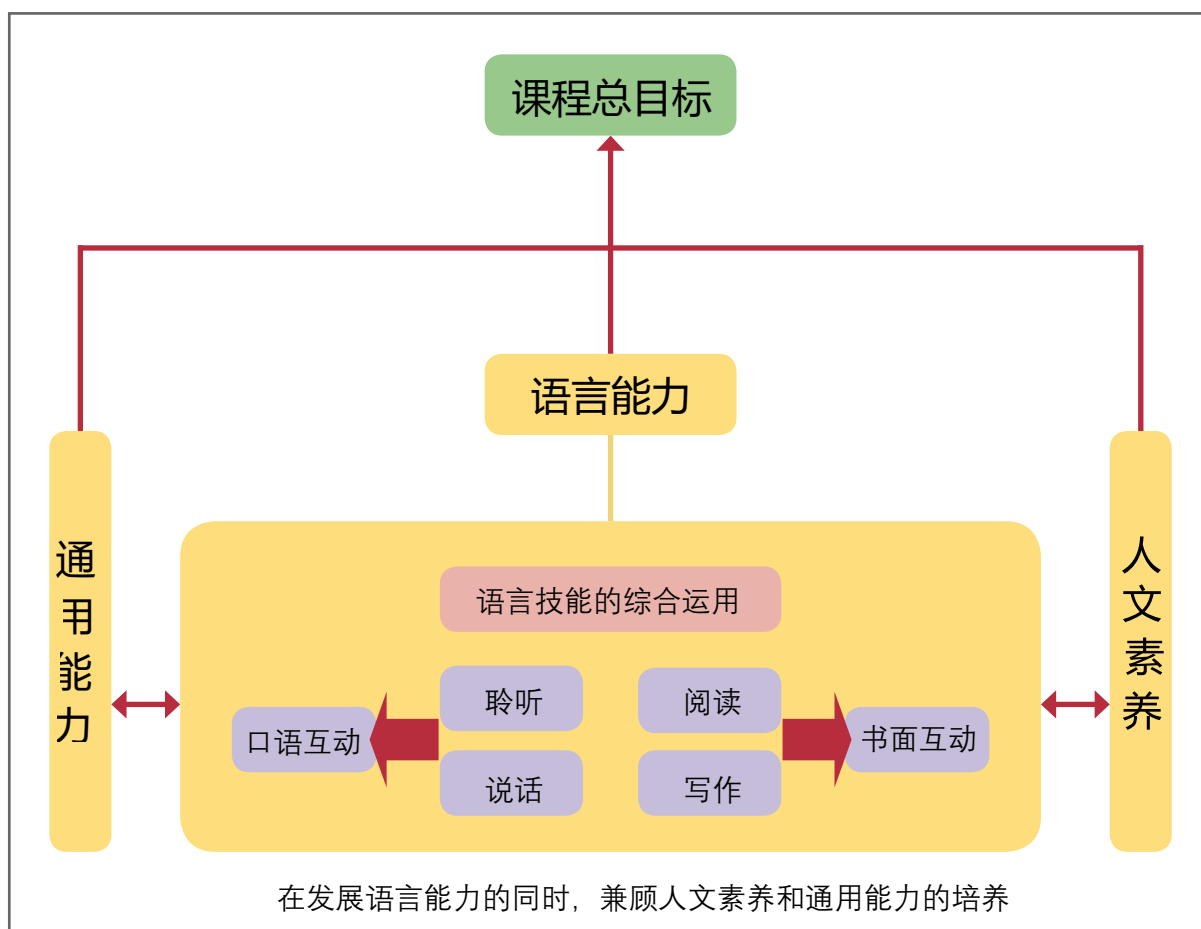 课程总目标
语言能力
通用能力
人文素养
语言技能的综合运用
聆听
阅读
口语互动
书面互动
说话
写作
在发展语言能力的同时，兼顾人文素养和通用能力的培养